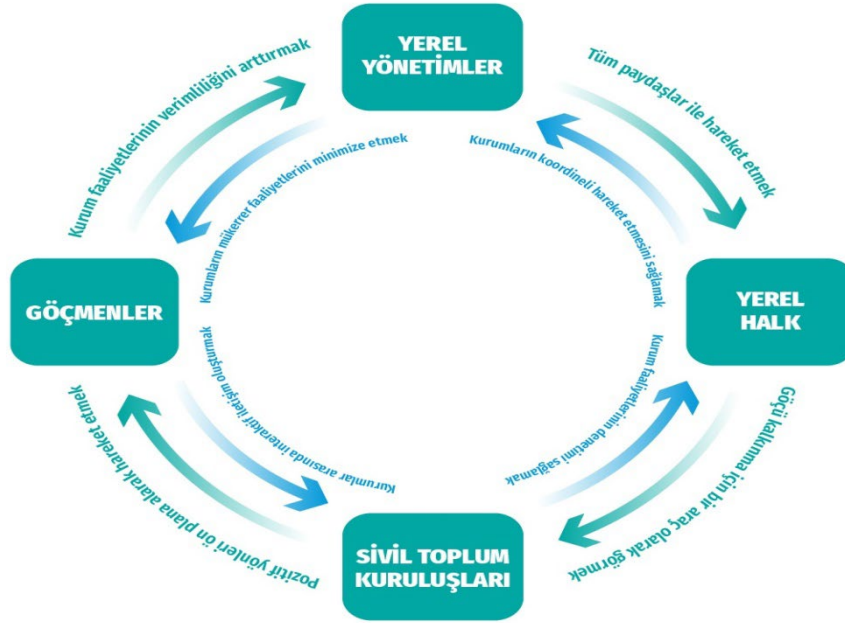 YEREL
YÖNETİMLER
Kurum faaliyetlerinin verimliliğini arttırmak
Tüm paydaşlar ile hareket etmek
Kurumların mükerrer faaliyetlerini minimize etmek
Kurumların koordineli hareket etmesini sağlamak
GÖÇMENLER
YEREL
HALK
Kurumlar arasında interaktif iletişim oluşturmak
Kurum faaliyetlerinin denetimi sağlamak
Pozitif yönleri ön plana alarak hareket etmek
Göçü kalkınma için bir araç olarak görmek
SİVİL TOPLUM
KURULUŞLARI